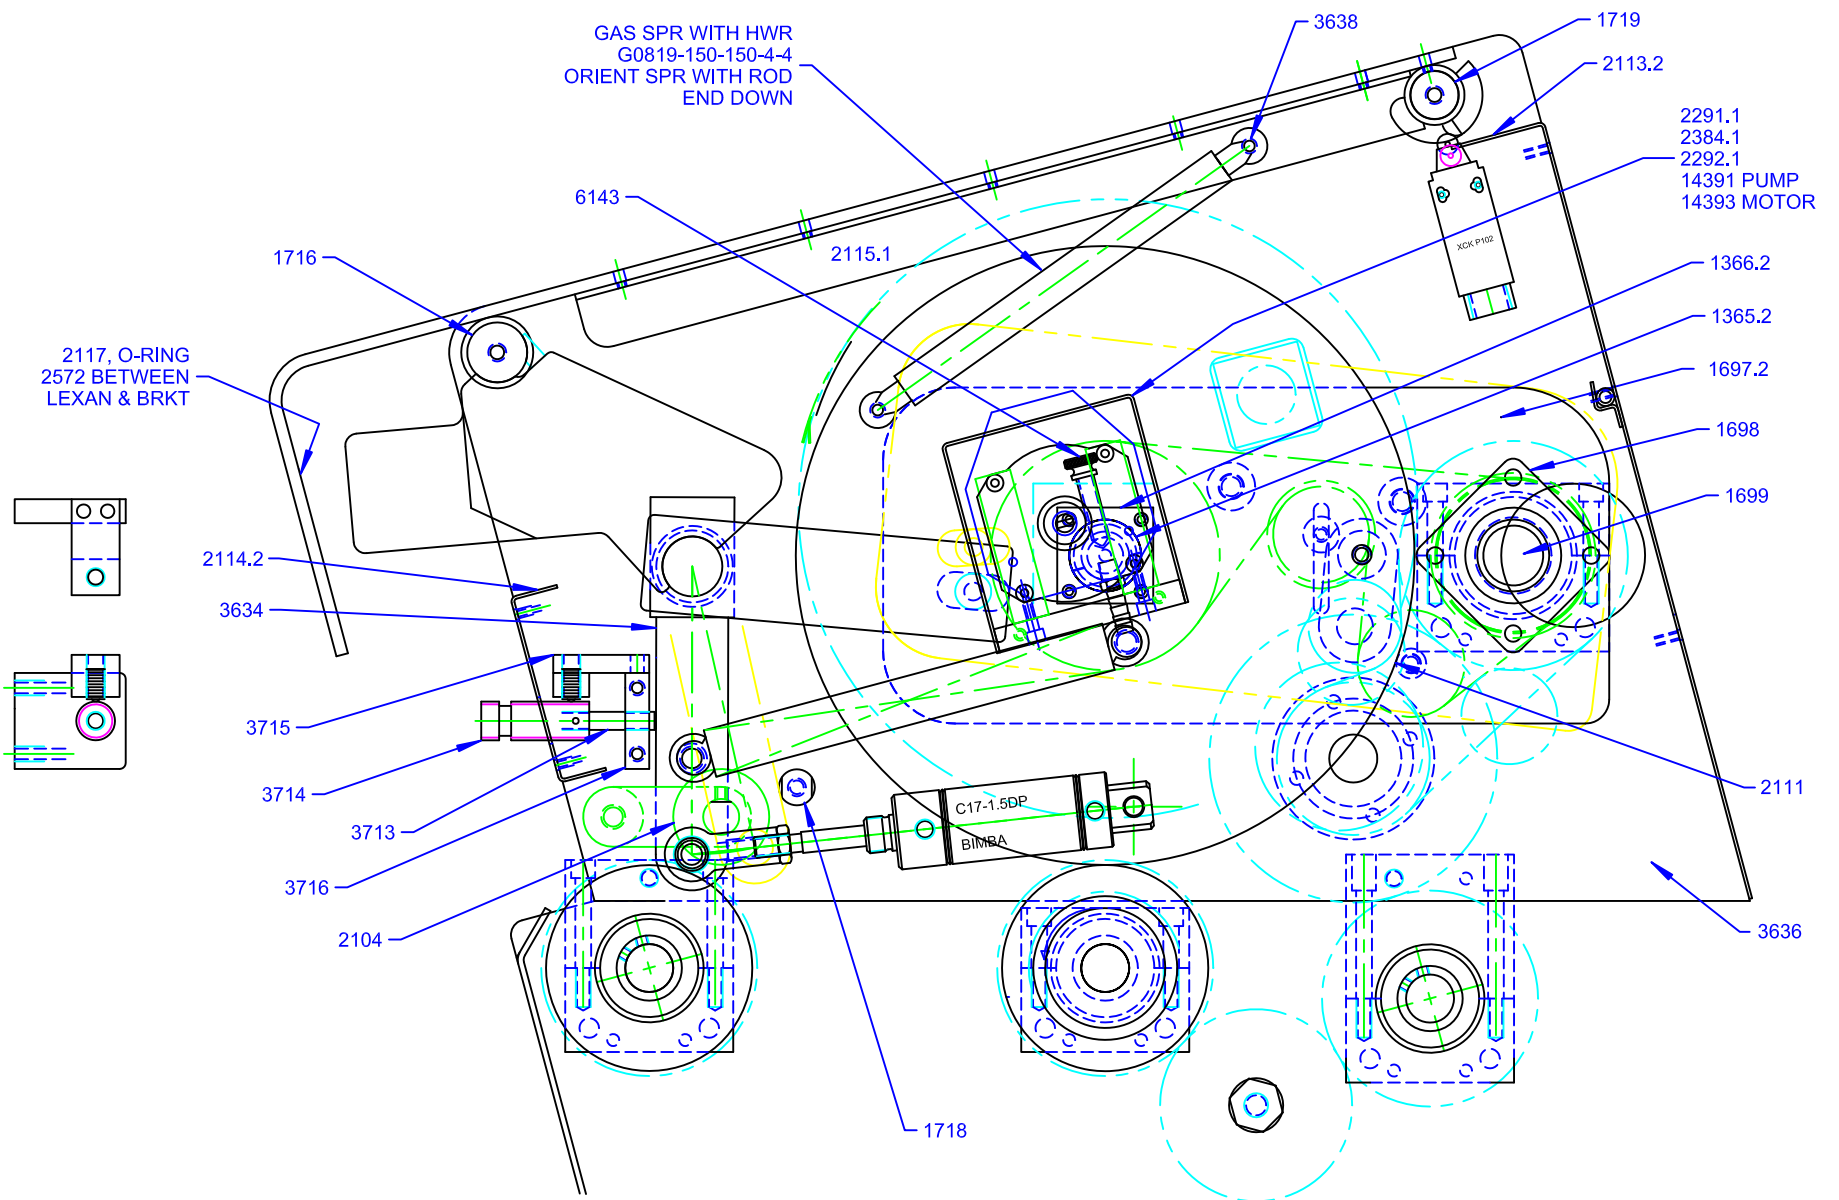 GAS SPR WITH HWR
G0819-150-150-4-4
ORIENT SPR WITH ROD
END DOWN
3638
1719
2113.2
2291.1
2384.1
2292.1
14391 PUMP
14393 MOTOR
6143
2115.1
1716
XCK P102
1366.2
1365.2
2117, O-RING
2572 BETWEEN
LEXAN & BRKT
1697.2
1698
1699
2114.2
3634
3715
3714
3713
3716
2104
C17-1.5DP
BIMBA
2111
3636
1718